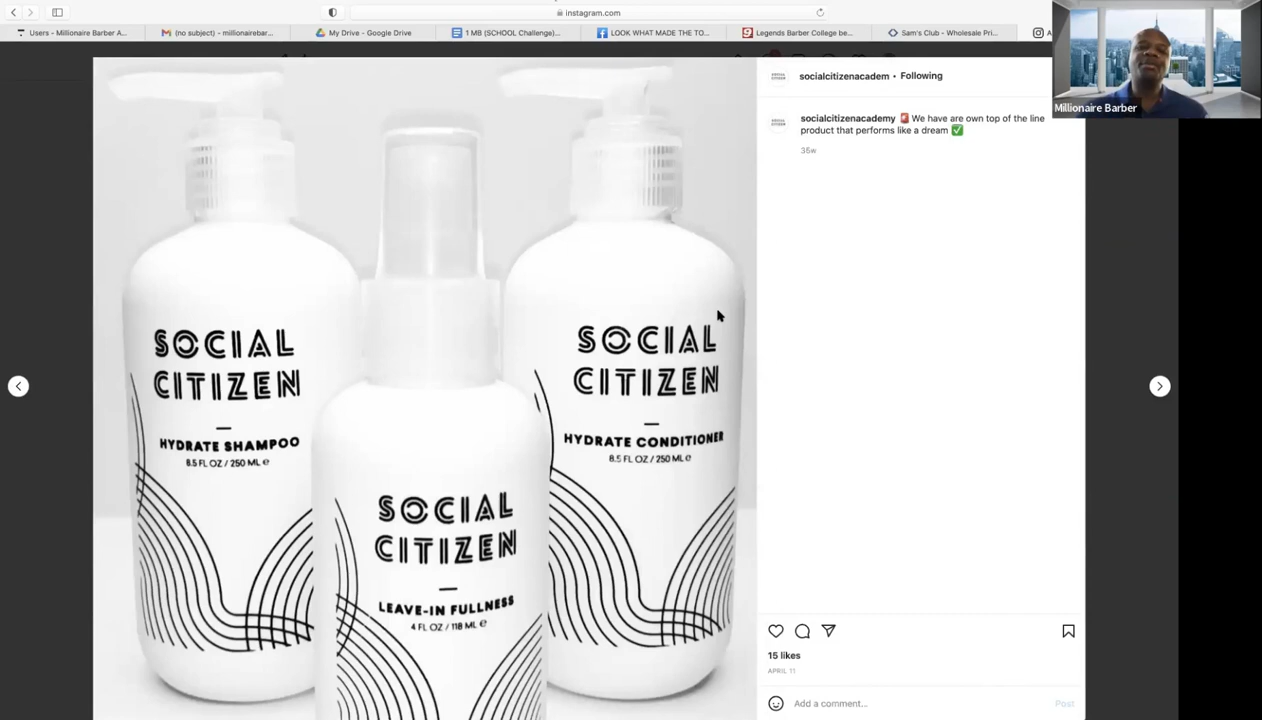 instagram.com
Users - Millionaire Barber A...
(no subject) - millionairebar...
My Drive - Google Drive
1 MB (SCHOOL Challenge)...
LOOK WHAT MADE THE TO...
Legends Barber College be...
Sam's Club - Wholesale Pri...
A
Millionaire Barber
socialcitizenacadem • Following
socialcitizenacademy 🚨 We have are own top of the line
product that performs like a dream ✅
35w
SOCIAL
CITIZEN
HYDRATE SHAMPOO
8.5 FL OZ / 250 ML e
SOCIAL
CITIZEN
LEAVE-IN FULLNESS
4 FL OZ / 118 ML e
SOCIAL
CITIZEN
HYDRATE CONDITIONER
8.5 FL OZ / 250 ML e
15 likes
APRIL 11
Add a comment...
Post